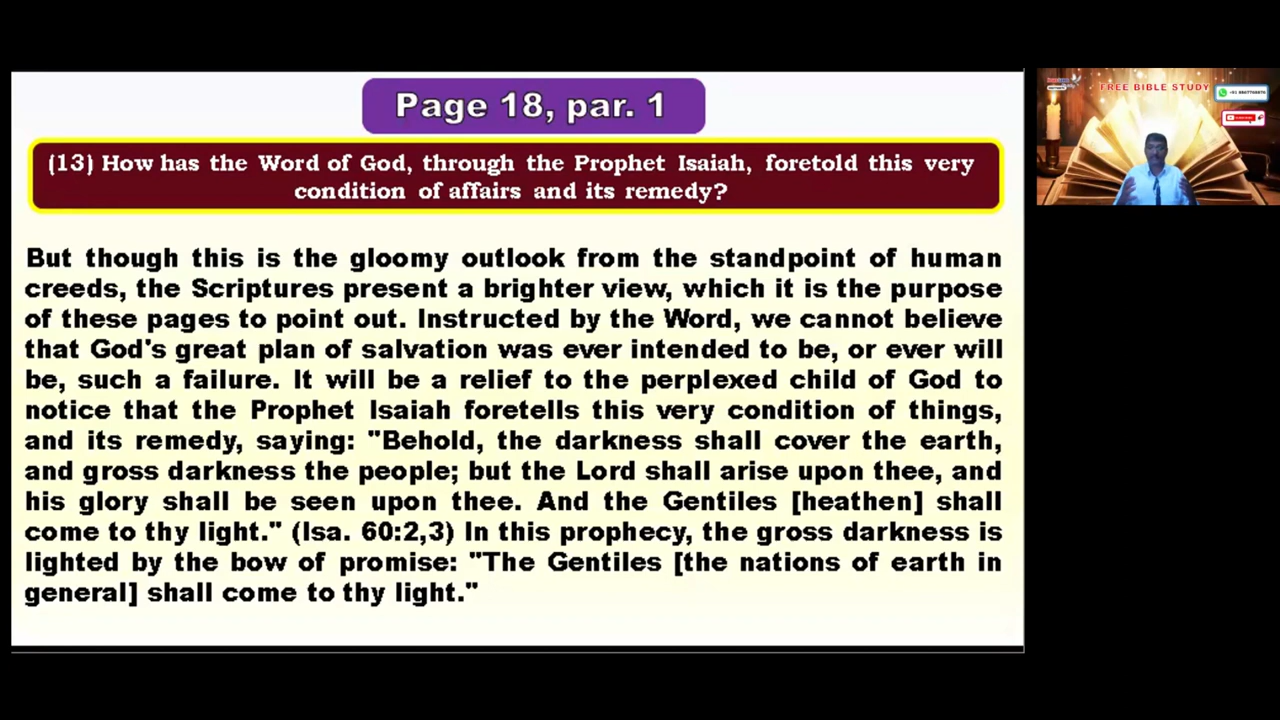 Page 18, par. 1
(13) How has the Word of God, through the Prophet Isaiah, foretold this very
condition of affairs and its remedy?
But though this is the gloomy outlook from the standpoint of human
creeds, the Scriptures present a brighter view, which it is the purpose
of these pages to point out. Instructed by the Word, we cannot believe
that God's great plan of salvation was ever intended to be, or ever will
be, such a failure. It will be a relief to the perplexed child of God to
notice that the Prophet Isaiah foretells this very condition of things,
and its remedy, saying: "Behold, the darkness shall cover the earth,
and gross darkness the people; but the Lord shall arise upon thee, and
his glory shall be seen upon thee. And the Gentiles [heathen] shall
come to thy light." (Isa. 60:2,3) In this prophecy, the gross darkness is
lighted by the bow of promise: "The Gentiles [the nations of earth in
general] shall come to thy light."
FREE BIBLE STUDY